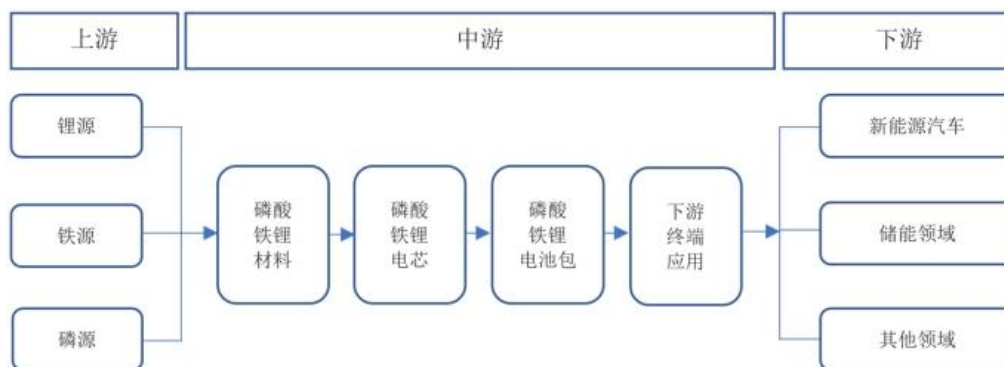 上游
中游
下游
锂源
铁源
磷源
磷酸
铁锂
材料
磷酸
铁锂
电芯
磷酸
铁锂
电池包
下游
终端
应用
新能源汽车
储能领域
其他领域